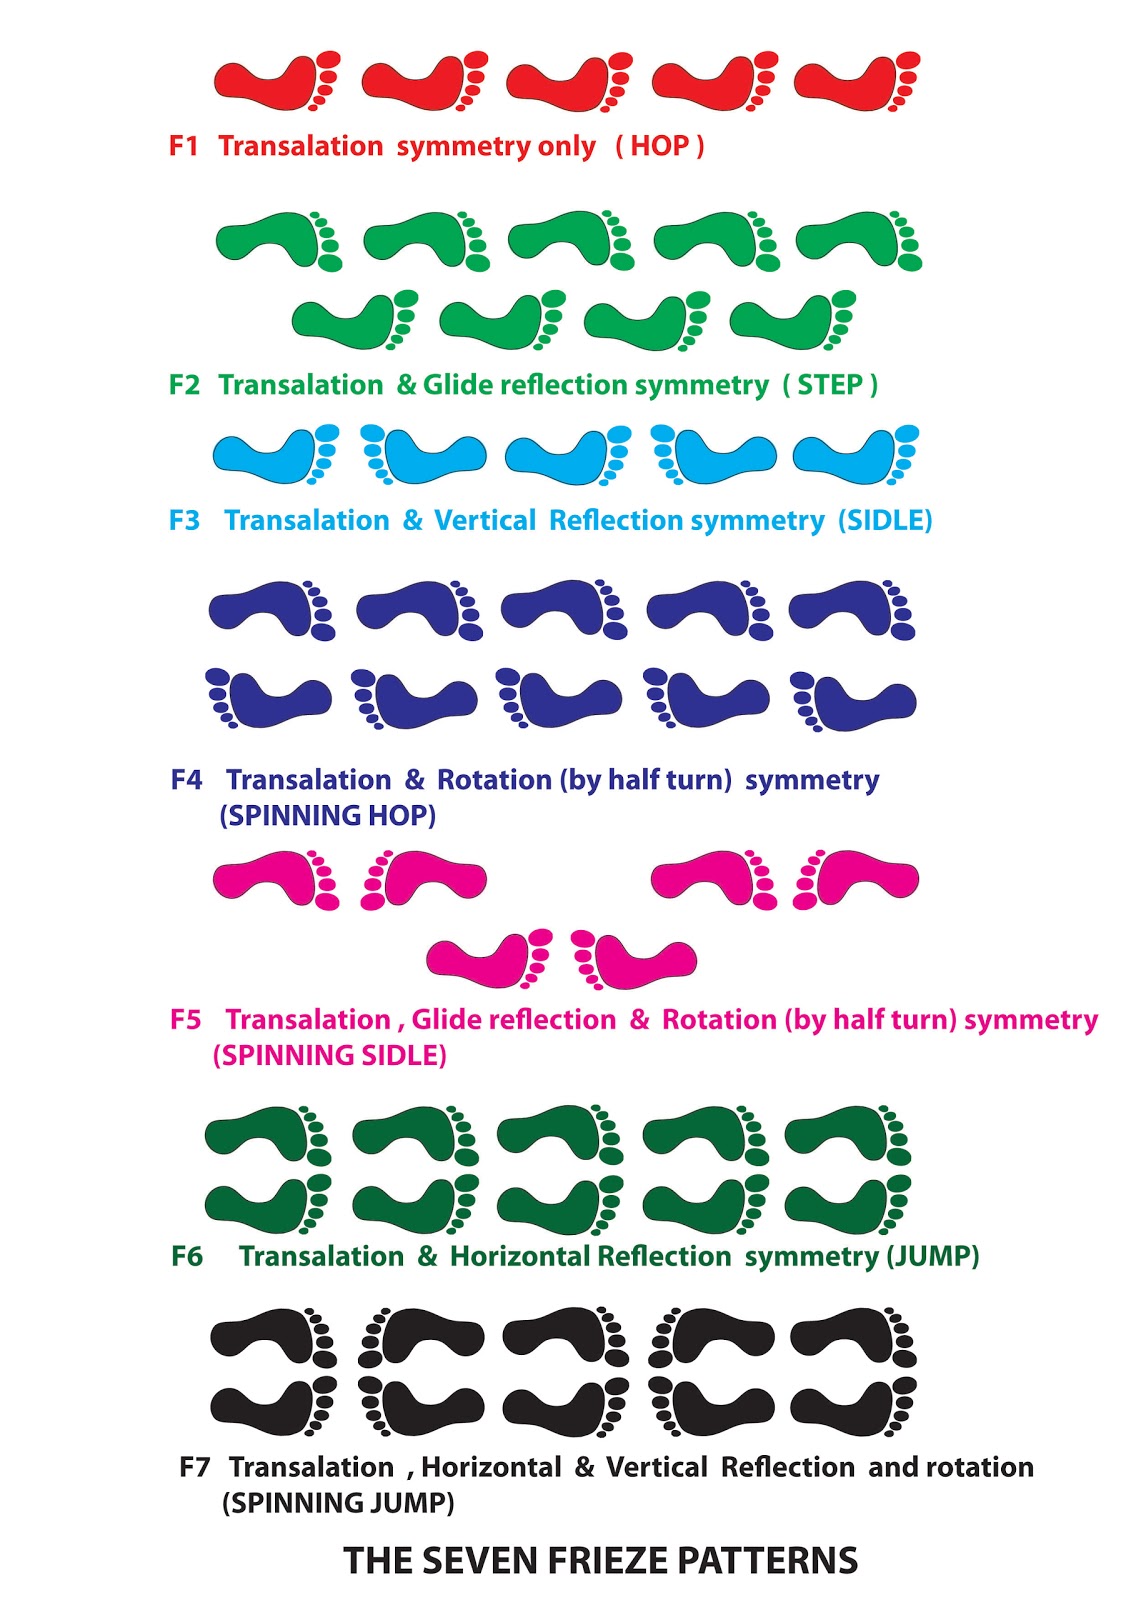 F1 Transalation symmetry only ( HOP )
F2 Transalation & Glide reflection symmetry ( STEP )
F3 Transalation & Vertical Reflection symmetry (SIDLE)
F4 Transalation & Rotation (by half turn) symmetry
(SPINNING HOP)
F5 Transalation , Glide reflection & Rotation (by half turn) symmetry
(SPINNING SIDLE)
F6 Transalation & Horizontal Reflection symmetry (JUMP)
F7 Transalation , Horizontal & Vertical Reflection and rotation
(SPINNING JUMP)
THE SEVEN FRIEZE PATTERNS